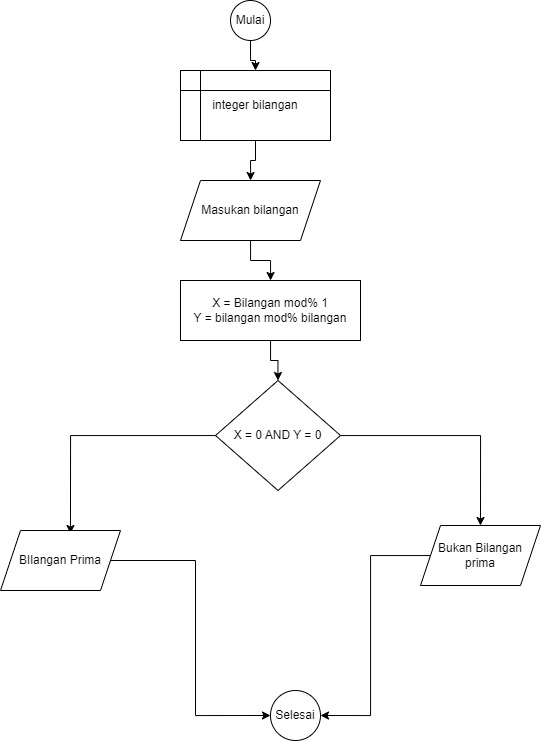 Mulai
integer bilangan
Masukan bilangan
X = Bilangan mod% 1
Y = bilangan mod% bilangan
X = 0 AND Y = 0
BIlangan Prima
Bukan Bilangan
prima
Selesai